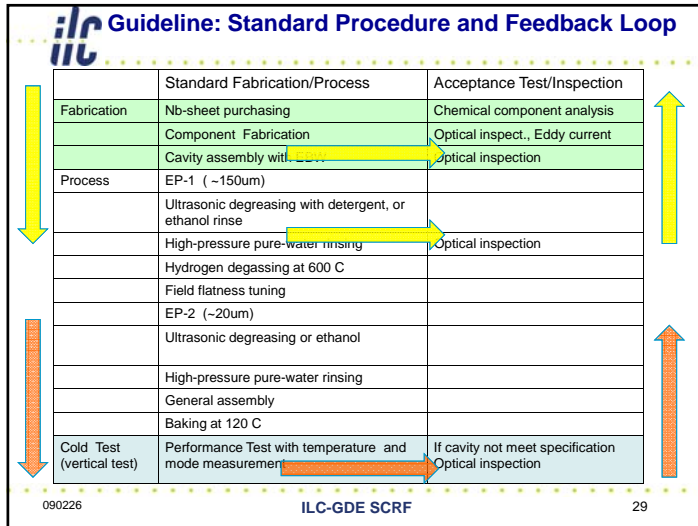 ilc Guideline: Standard Procedure and Feedback Loop
Standard Fabrication/Process Acceptance Test/Inspection
Fabrication Nb-sheet purchasing Chemical component analysis
Component Fabrication Optical inspect., Eddy current
Cavity assembly with EBW Optical inspection
Process EP-1 ( ~150um)
Ultrasonic degreasing with detergent, or
ethanol rinse
High-pressure pure-water rinsing Optical inspection
Hydrogen degassing at 600 C
Field flatness tuning
EP-2 (~20um)
Ultrasonic degreasing or ethanol
High-pressure pure-water rinsing
General assembly
Baking at 120 C
Cold Test Performance Test with temperature and If cavity not meet specification
(vertical test) mode measurement Optical inspection
090226 ILC-GDE SCRF 29